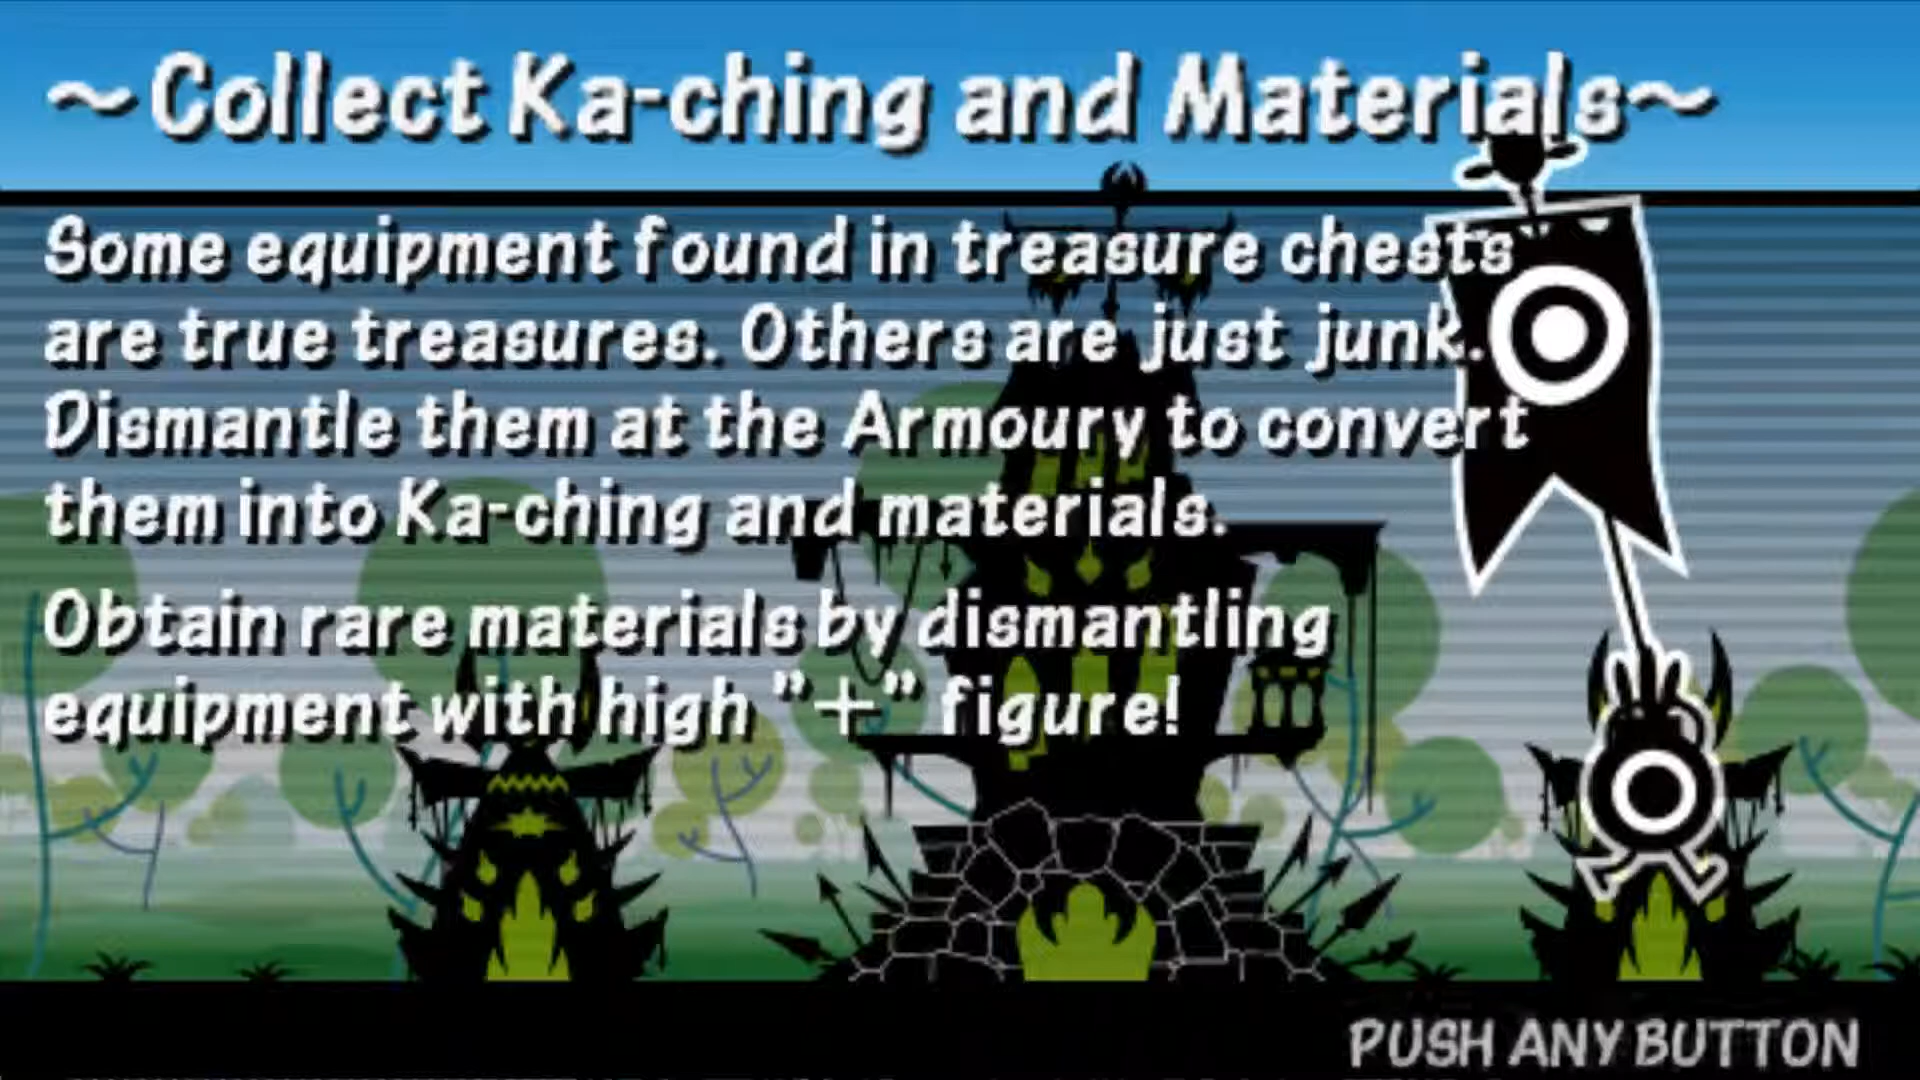 ~Collect Ka-ching and Materials~
Some equipment found in treasure chests
are true treasures. Others are just junk.
Dismantle them at the Armoury to convert
them into Ka-ching and materials.
Obtain rare materials by dismantling
equipment with high "+" figure!
PUSH ANY BUTTON